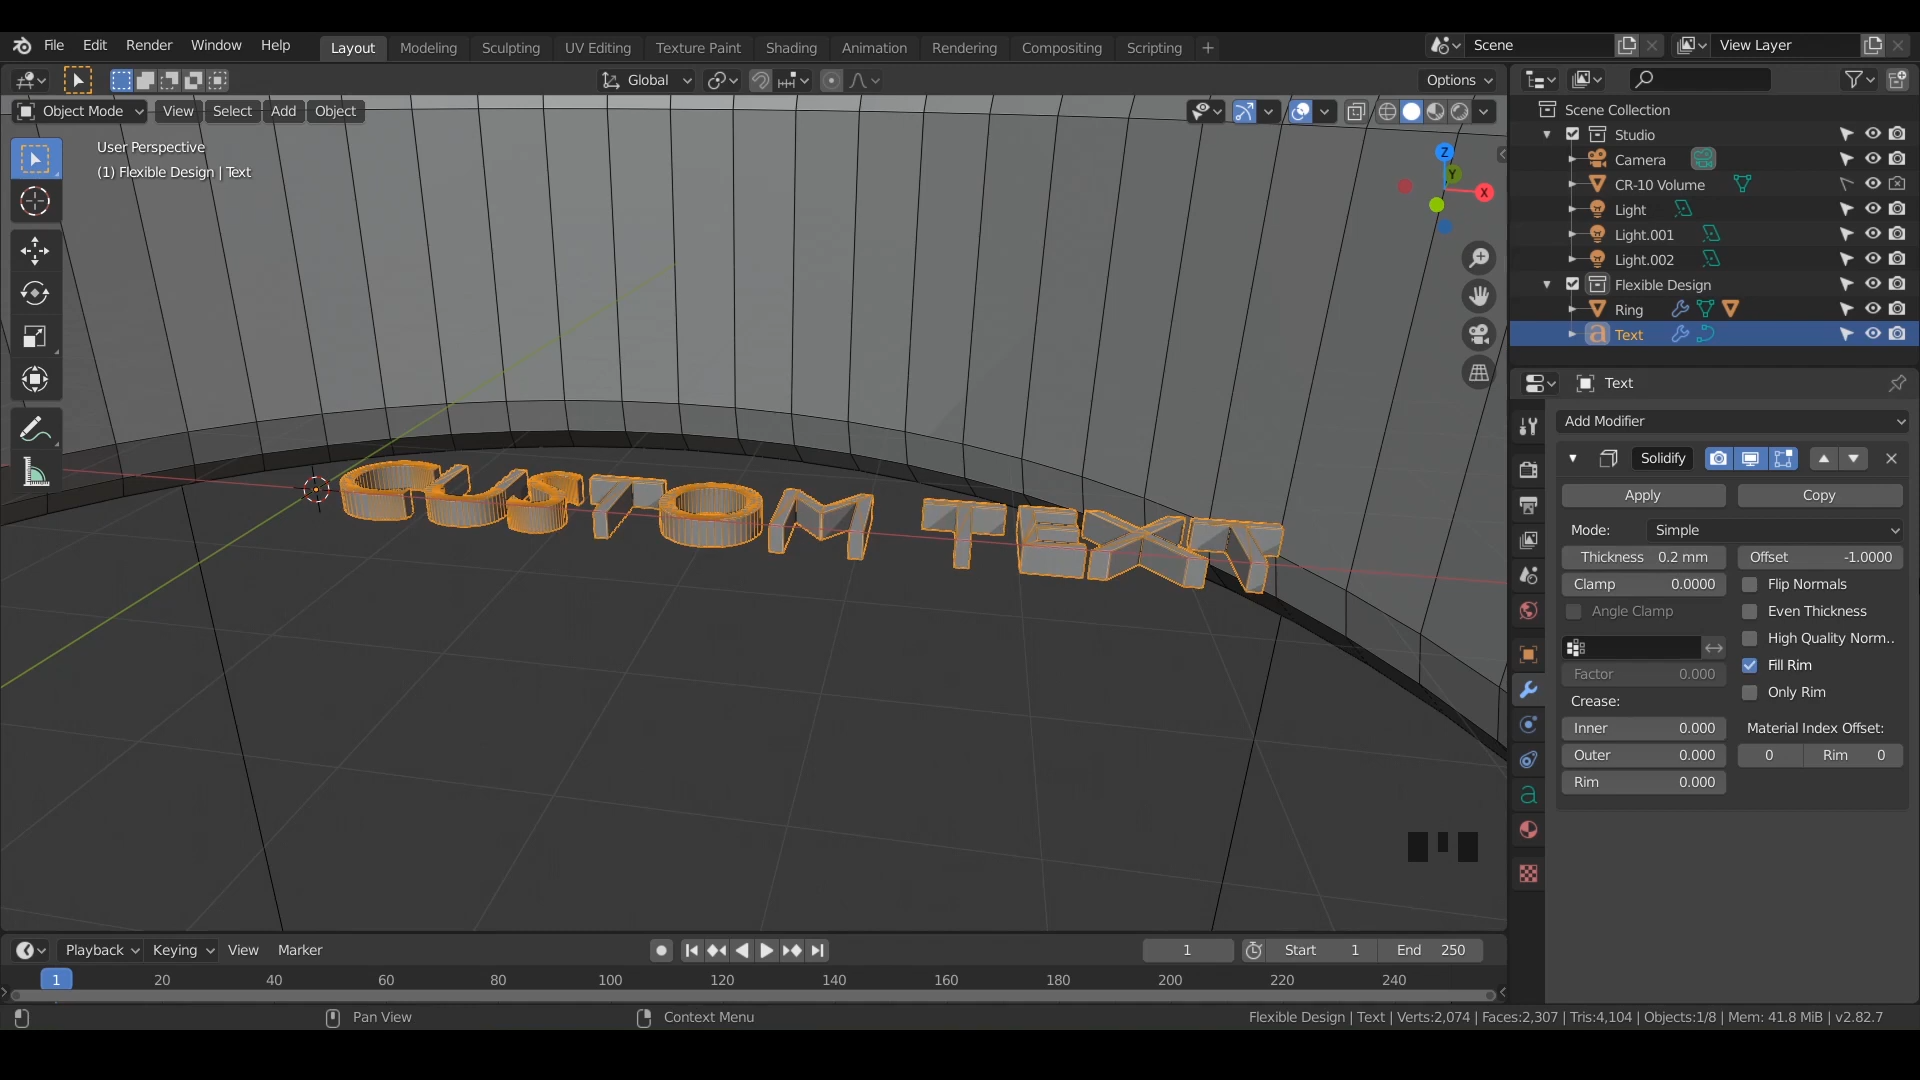 File Edit Render Window Help Layout Modeling Sculpting UV Editing Texture Paint Shading Animation Rendering Compositing Scripting + Scene View Layer
Global Options
Object Mode View Select Add Object
User Perspective
(1) Flexible Design | Text
Z
Y
X
CUSTOM TEXT
Scene Collection
Studio
Camera
CR-10 Volume
Light
Light.001
Light.002
Flexible Design
Ring
Text
Text
Add Modifier
Solidify
Apply Copy
Mode: Simple
Thickness 0.2 mm Offset -1.0000
Clamp 0.0000 Flip Normals
Angle Clamp Even Thickness
High Quality Norm..
Fill Rim
Factor 0.000
Only Rim
Crease:
Inner 0.000 Material Index Offset:
Outer 0.000 0 Rim 0
Rim 0.000
Playback Keying View Marker 1 Start 1 End 250
1 20 40 60 80 100 120 140 160 180 200 220 240
Pan View Context Menu Flexible Design | Text | Verts:2,074 | Faces:2,307 | Tris:4,104 | Objects:1/8 | Mem: 41.8 MiB | v2.82.7